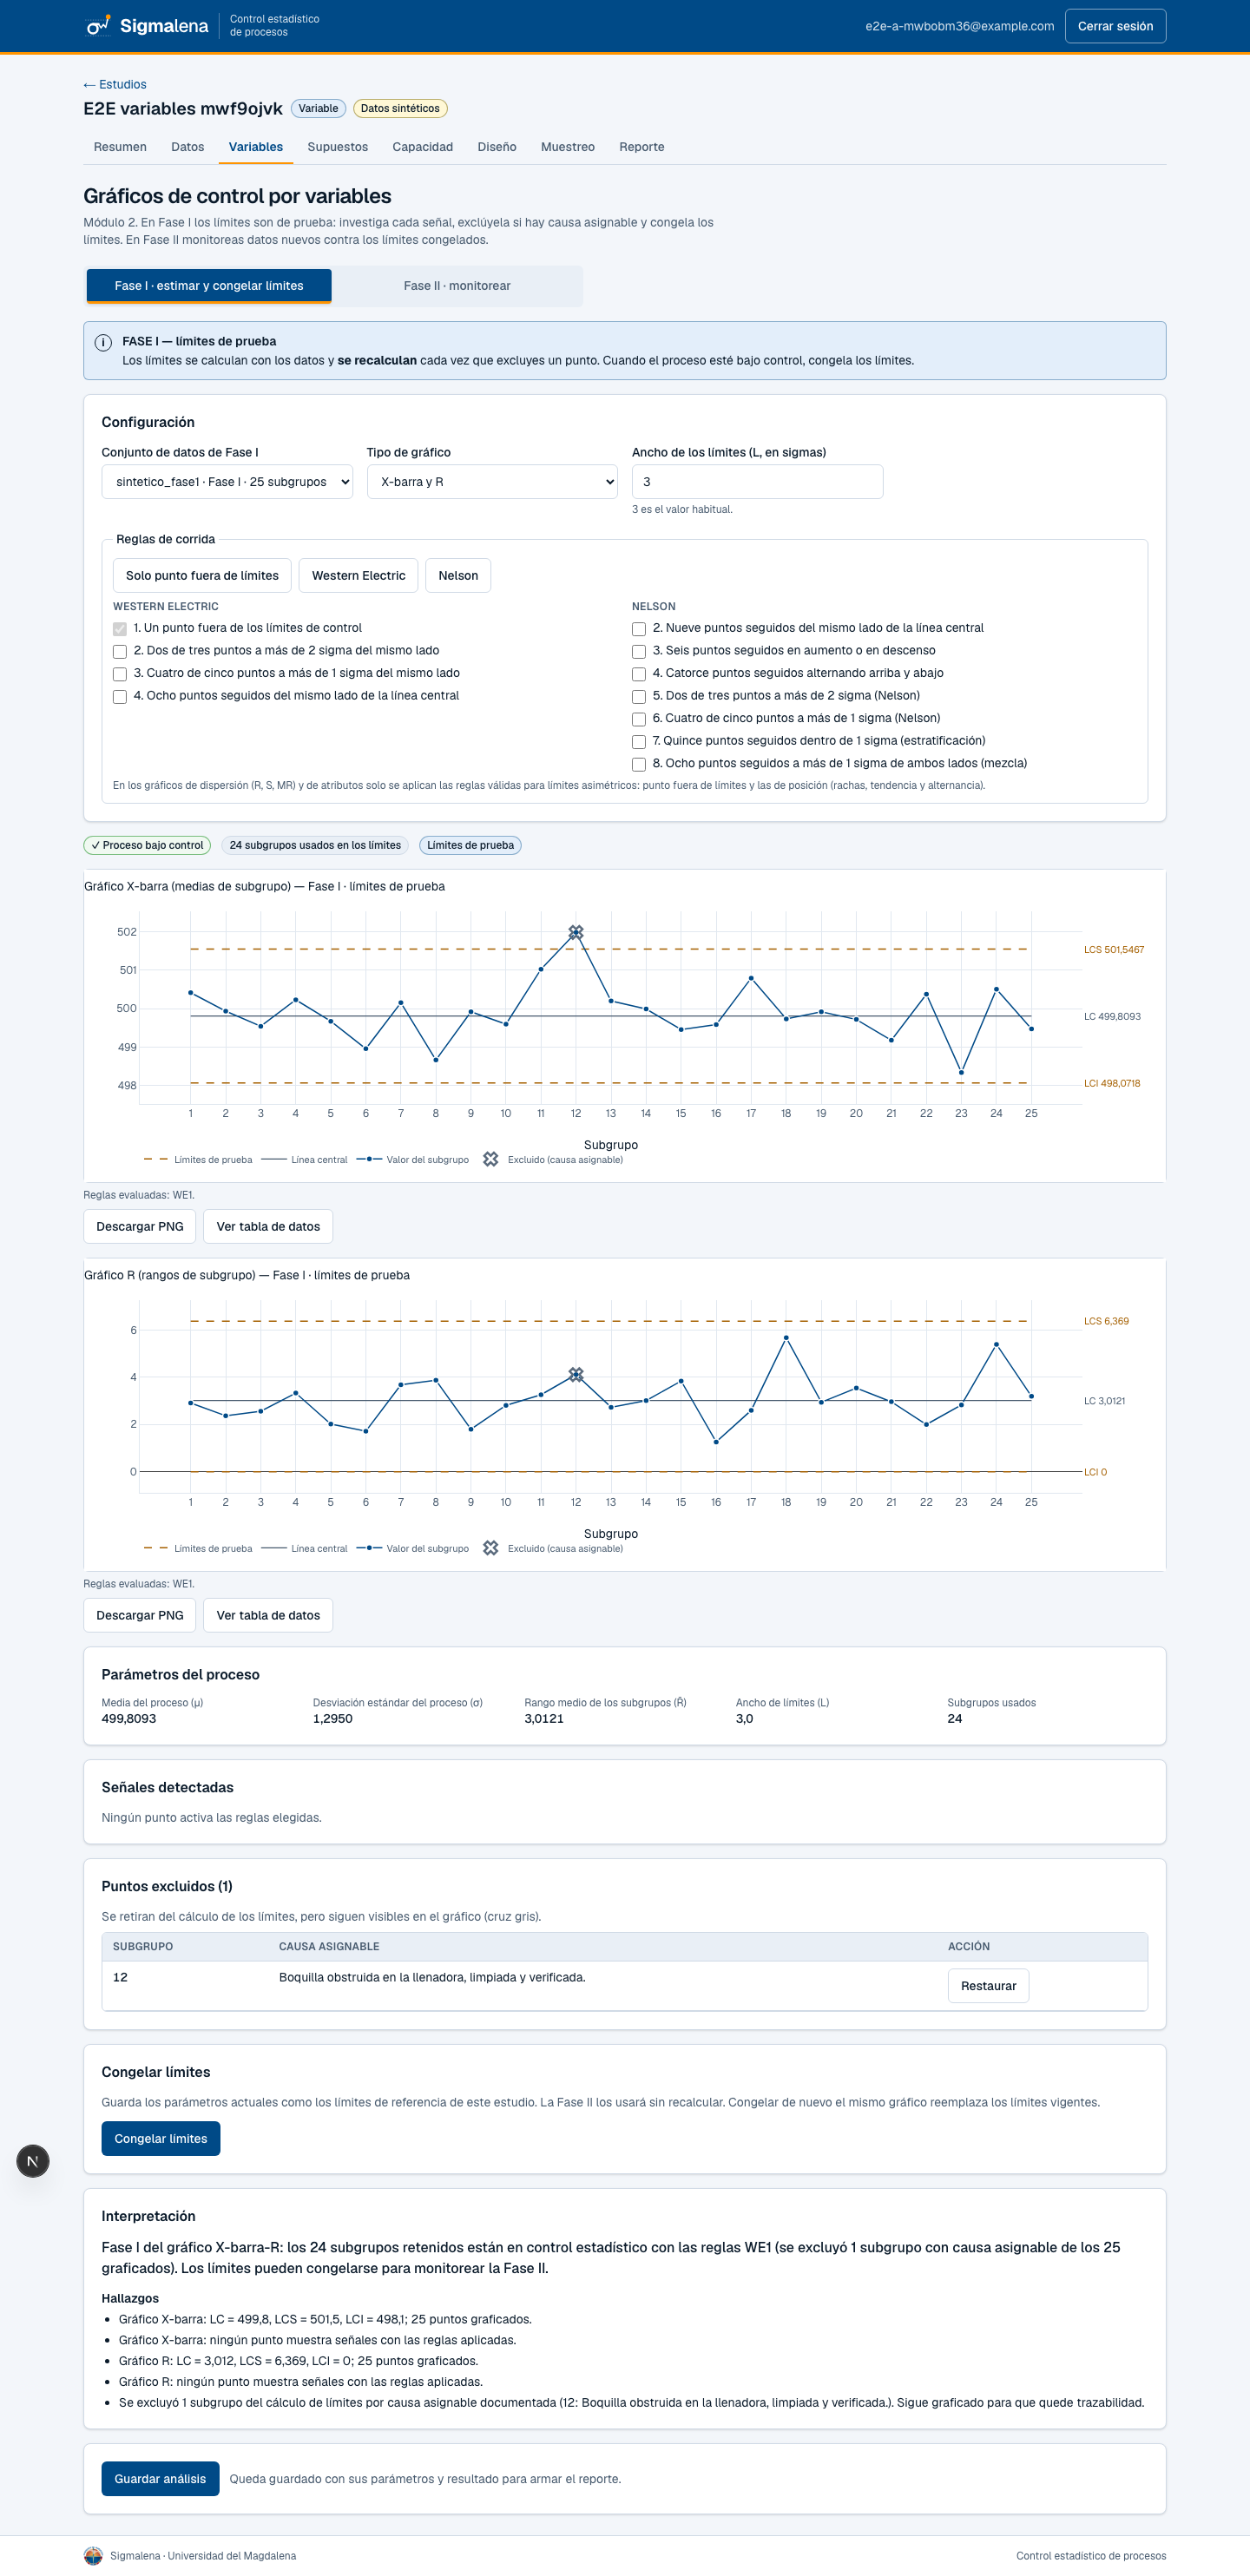 Sigmalena
Control estadístico
de procesos
e2e-a-mwbobm36@example.com
Cerrar sesión
← Estudios
E2E variables mwf9ojvk
Variable
Datos sintéticos
Resumen
Datos
Variables
Supuestos
Capacidad
Diseño
Muestreo
Reporte
Gráficos de control por variables
Módulo 2. En Fase I los límites son de prueba: investiga cada señal, exclúyela si hay causa asignable y congela los
límites. En Fase II monitoreas datos nuevos contra los límites congelados.
Fase I · estimar y congelar límites
Fase II · monitorear
i
FASE I — límites de prueba
Los límites se calculan con los datos y se recalculan cada vez que excluyes un punto. Cuando el proceso esté bajo control, congela los límites.
Configuración
Conjunto de datos de Fase I
Tipo de gráfico
Ancho de los límites (L, en sigmas)
sintetico_fase1 · Fase I · 25 subgrupos
X-barra y R
3
3 es el valor habitual.
Reglas de corrida
Solo punto fuera de límites
Western Electric
Nelson
WESTERN ELECTRIC
1. Un punto fuera de los límites de control
2. Dos de tres puntos a más de 2 sigma del mismo lado
3. Cuatro de cinco puntos a más de 1 sigma del mismo lado
4. Ocho puntos seguidos del mismo lado de la línea central
NELSON
2. Nueve puntos seguidos del mismo lado de la línea central
3. Seis puntos seguidos en aumento o en descenso
4. Catorce puntos seguidos alternando arriba y abajo
5. Dos de tres puntos a más de 2 sigma (Nelson)
6. Cuatro de cinco puntos a más de 1 sigma (Nelson)
7. Quince puntos seguidos dentro de 1 sigma (estratificación)
8. Ocho puntos seguidos a más de 1 sigma de ambos lados (mezcla)
En los gráficos de dispersión (R, S, MR) y de atributos solo se aplican las reglas válidas para límites asimétricos: punto fuera de límites y las de posición (rachas, tendencia y alternancia).
✓ Proceso bajo control
24 subgrupos usados en los límites
Límites de prueba
Gráfico X-barra (medias de subgrupo) — Fase I · límites de prueba
502
501
500
499
498
LCS 501,5467
LC 499,8093
LCI 498,0718
1 2 3 4 5 6 7 8 9 10 11 12 13 14 15 16 17 18 19 20 21 22 23 24 25
Subgrupo
Límites de prueba
Línea central
Valor del subgrupo
Excluido (causa asignable)
Reglas evaluadas: WE1.
Descargar PNG
Ver tabla de datos
Gráfico R (rangos de subgrupo) — Fase I · límites de prueba
6
4
2
0
LCS 6,369
LC 3,0121
LCI 0
1 2 3 4 5 6 7 8 9 10 11 12 13 14 15 16 17 18 19 20 21 22 23 24 25
Subgrupo
Límites de prueba
Línea central
Valor del subgrupo
Excluido (causa asignable)
Reglas evaluadas: WE1.
Descargar PNG
Ver tabla de datos
Parámetros del proceso
Media del proceso (μ)
Desviación estándar del proceso (σ)
Rango medio de los subgrupos (R̄)
Ancho de límites (L)
Subgrupos usados
499,8093
1,2950
3,0121
3,0
24
Señales detectadas
Ningún punto activa las reglas elegidas.
Puntos excluidos (1)
Se retiran del cálculo de los límites, pero siguen visibles en el gráfico (cruz gris).
SUBGRUPO
CAUSA ASIGNABLE
ACCIÓN
12
Boquilla obstruida en la llenadora, limpiada y verificada.
Restaurar
Congelar límites
Guarda los parámetros actuales como los límites de referencia de este estudio. La Fase II los usará sin recalcular. Congelar de nuevo el mismo gráfico reemplaza los límites vigentes.
Congelar límites
N
Interpretación
Fase I del gráfico X-barra-R: los 24 subgrupos retenidos están en control estadístico con las reglas WE1 (se excluyó 1 subgrupo con causa asignable de los 25
graficados). Los límites pueden congelarse para monitorear la Fase II.
Hallazgos
• Gráfico X-barra: LC = 499,8, LCS = 501,5, LCI = 498,1; 25 puntos graficados.
• Gráfico X-barra: ningún punto muestra señales con las reglas aplicadas.
• Gráfico R: LC = 3,012, LCS = 6,369, LCI = 0; 25 puntos graficados.
• Gráfico R: ningún punto muestra señales con las reglas aplicadas.
• Se excluyó 1 subgrupo del cálculo de límites por causa asignable documentada (12: Boquilla obstruida en la llenadora, limpiada y verificada.). Sigue graficado para que quede trazabilidad.
Guardar análisis
Queda guardado con sus parámetros y resultado para armar el reporte.
Sigmalena · Universidad del Magdalena
Control estadístico de procesos